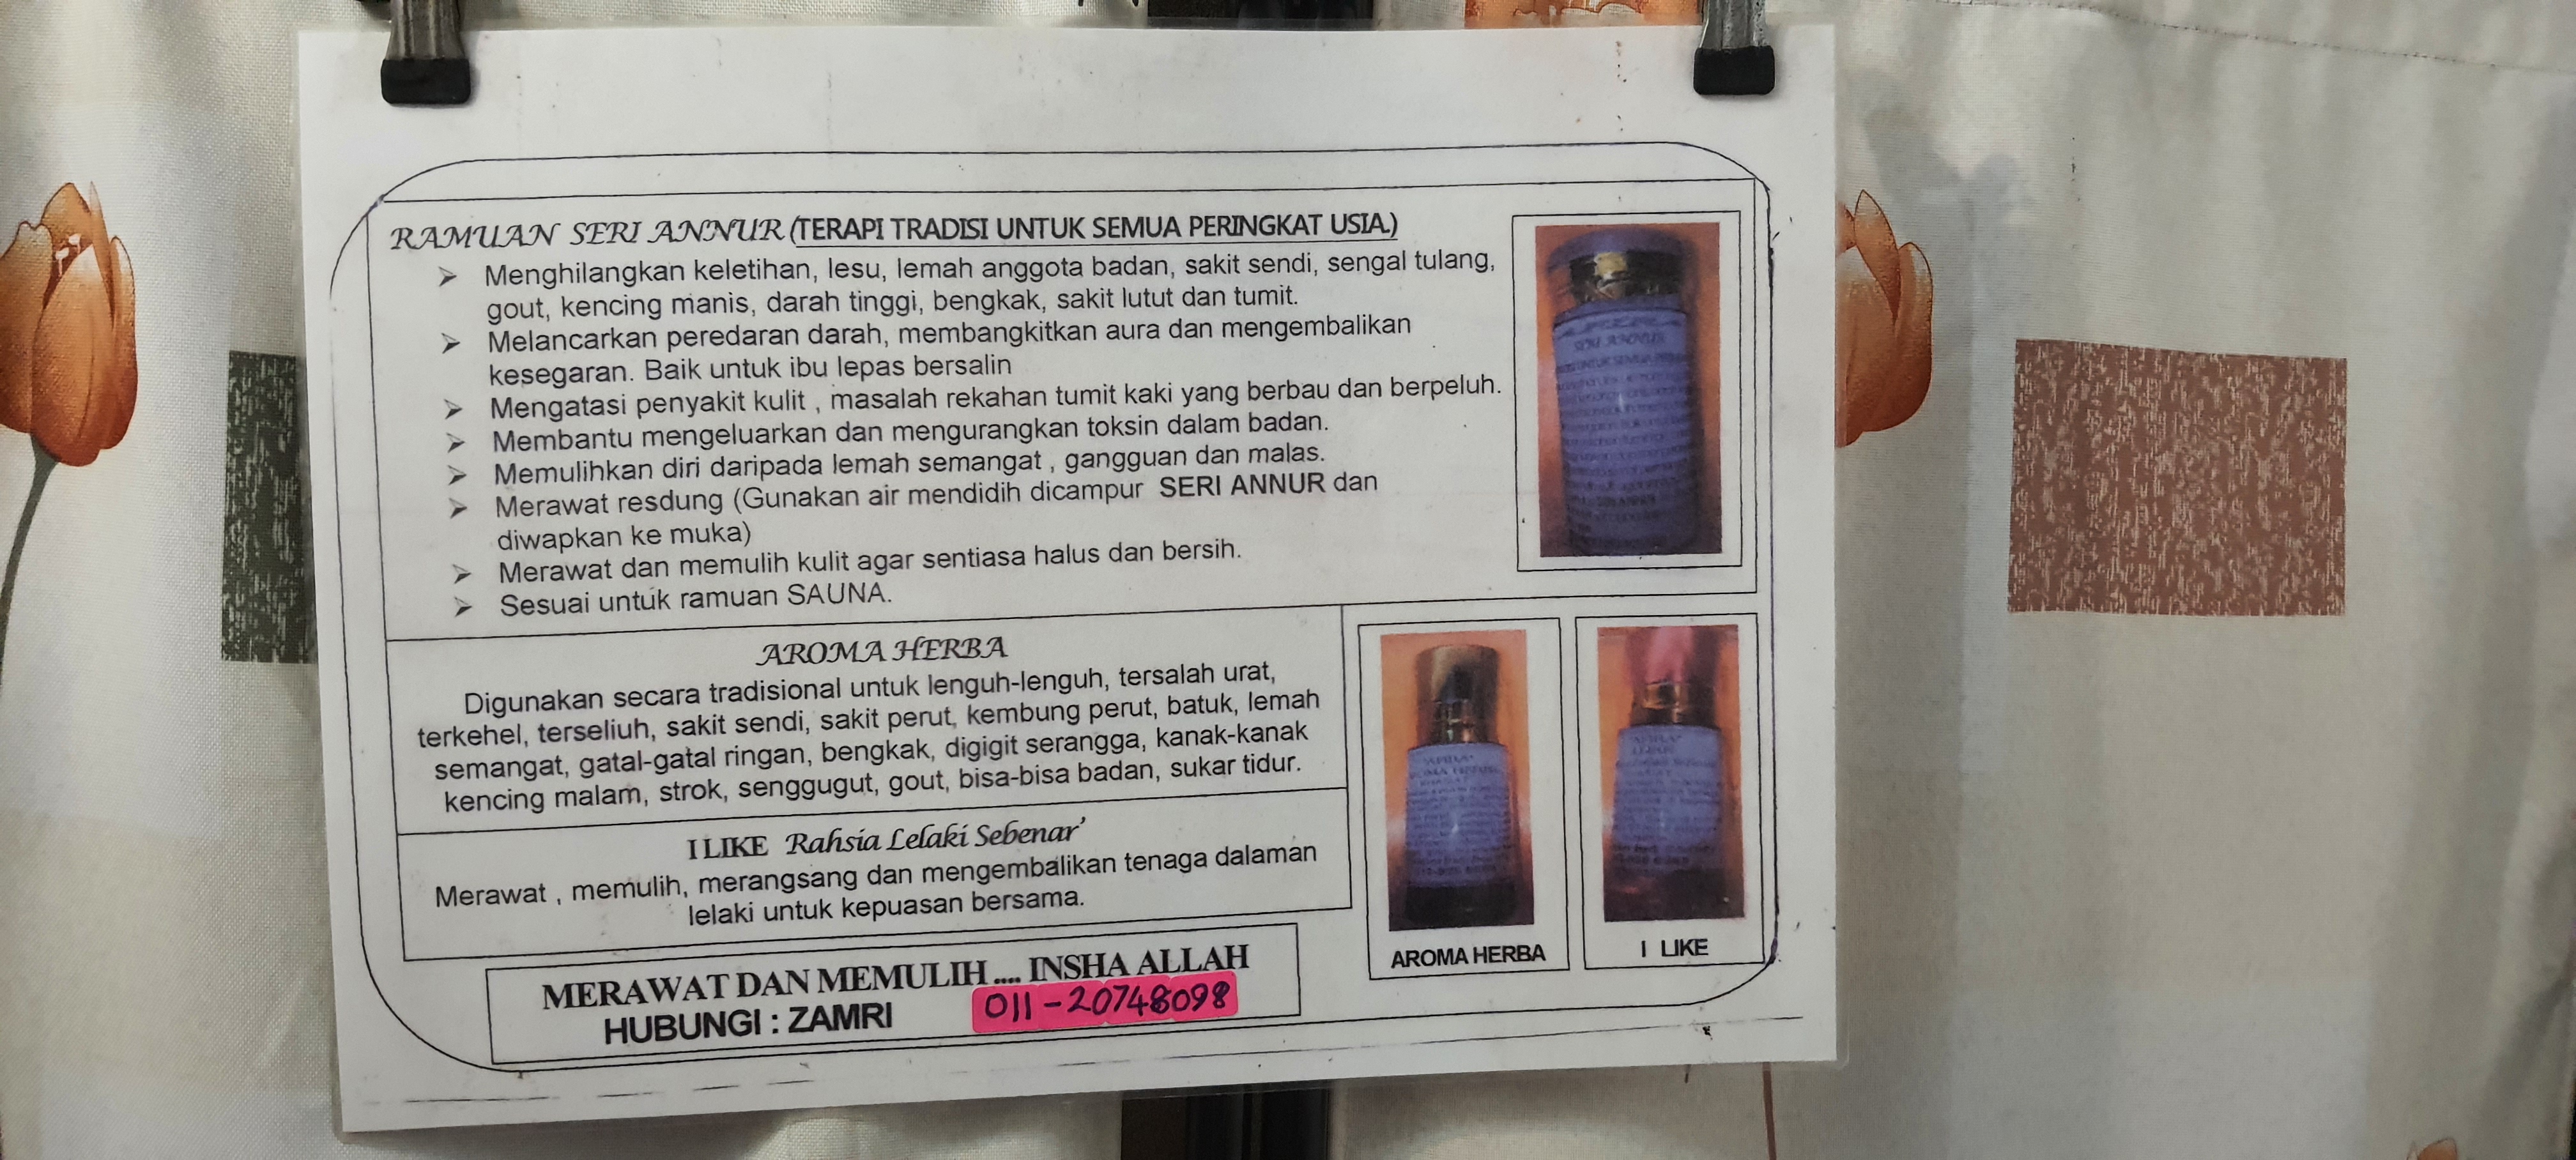 RAMUAN SERI ANNUR (TERAPI TRADISI UNTUK SEMUA PERINGKAT USIA.)
➢ Menghilangkan keletihan, lesu, lemah anggota badan, sakit sendi, sengal tulang,
gout, kencing manis, darah tinggi, bengkak, sakit lutut dan tumit.
➢ Melancarkan peredaran darah, membangkitkan aura dan mengembalikan
kesegaran. Baik untuk ibu lepas bersalin
➢ Mengatasi penyakit kulit , masalah rekahan tumit kaki yang berbau dan berpeluh.
➢ Membantu mengeluarkan dan mengurangkan toksin dalam badan.
➢ Memulihkan diri daripada lemah semangat , gangguan dan malas.
➢ Merawat resdung (Gunakan air mendidih dicampur SERI ANNUR dan
diwapkan ke muka)
➢ Merawat dan memulih kulit agar sentiasa halus dan bersih.
➢ Sesuai untuk ramuan SAUNA.
SERI ANNUR
AROMA HERBA
Digunakan secara tradisional untuk lenguh-lenguh, tersalah urat,
terkehel, terseliuh, sakit sendi, sakit perut, kembung perut, batuk, lemah
semangat, gatal-gatal ringan, bengkak, digigit serangga, kanak-kanak
kencing malam, strok, senggugut, gout, bisa-bisa badan, sukar tidur.
I LIKE Rahsia Lelaki Sebenar'
Merawat , memulih, merangsang dan mengembalikan tenaga dalaman
lelaki untuk kepuasan bersama.
AROMA HERBA
I LIKE
MERAWAT DAN MEMULIH .... INSHA ALLAH
HUBUNGI : ZAMRI 011-20748098